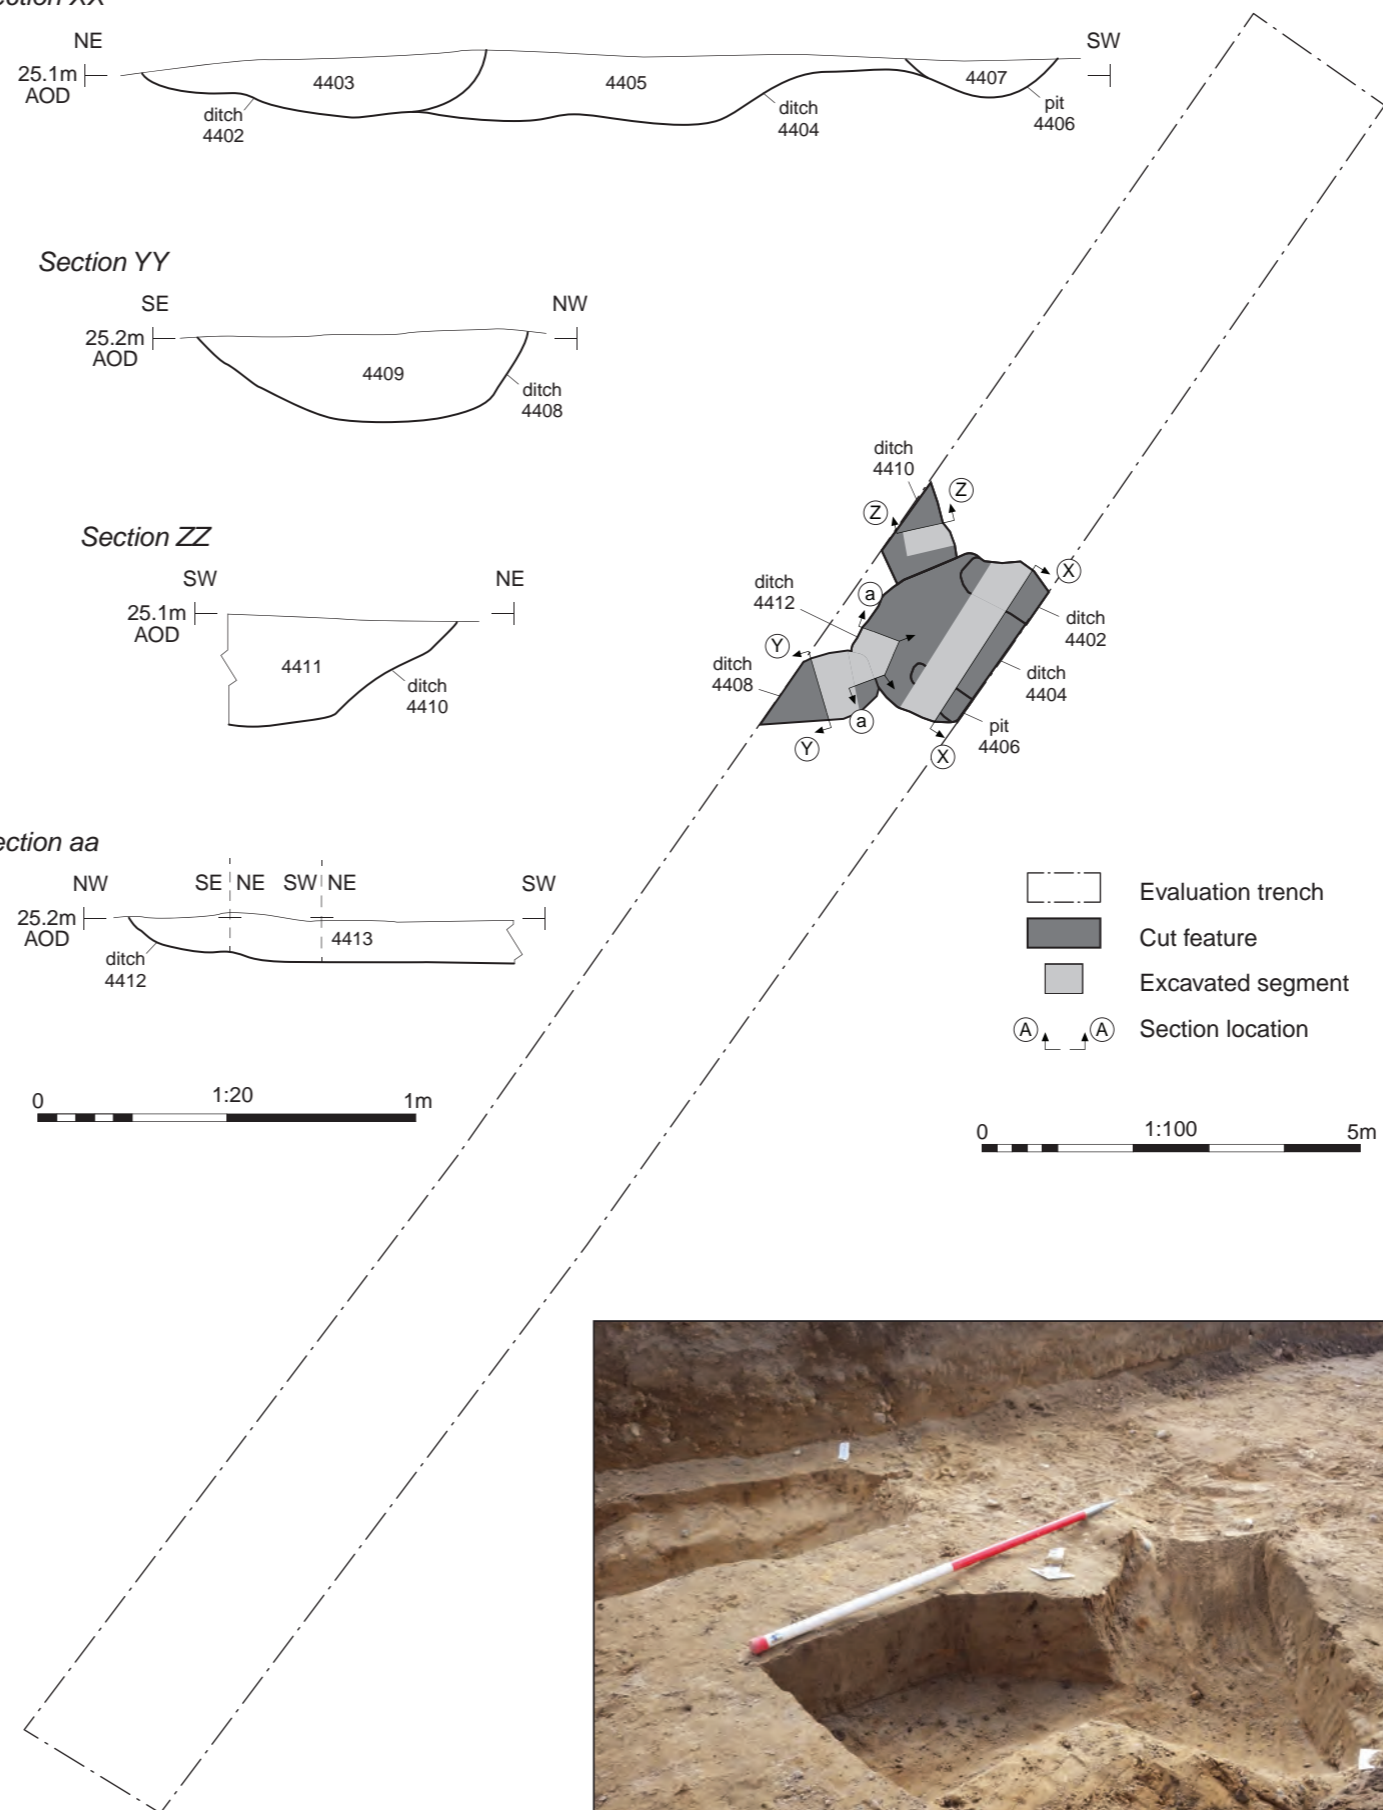 NE
SW
25.1m
AOD
4403
4405
4407
ditch
4402
ditch
4404
pit
4406
Section YY
SE
NW
25.2m
AOD
4409
ditch
4408
Section ZZ
SW
NE
25.1m
AOD
4411
ditch
4410
ection aa
NW
SE
NE
SW
NE
SW
25.2m
AOD
4413
ditch
4412
0
1:20
1m
ditch
4410
Z
Z
ditch
4412
a
X
ditch
4402
Y
ditch
4408
ditch
4404
a
Y
pit
4406
X
Evaluation trench
Cut feature
Excavated segment
A
A
Section location
0
1:100
5m